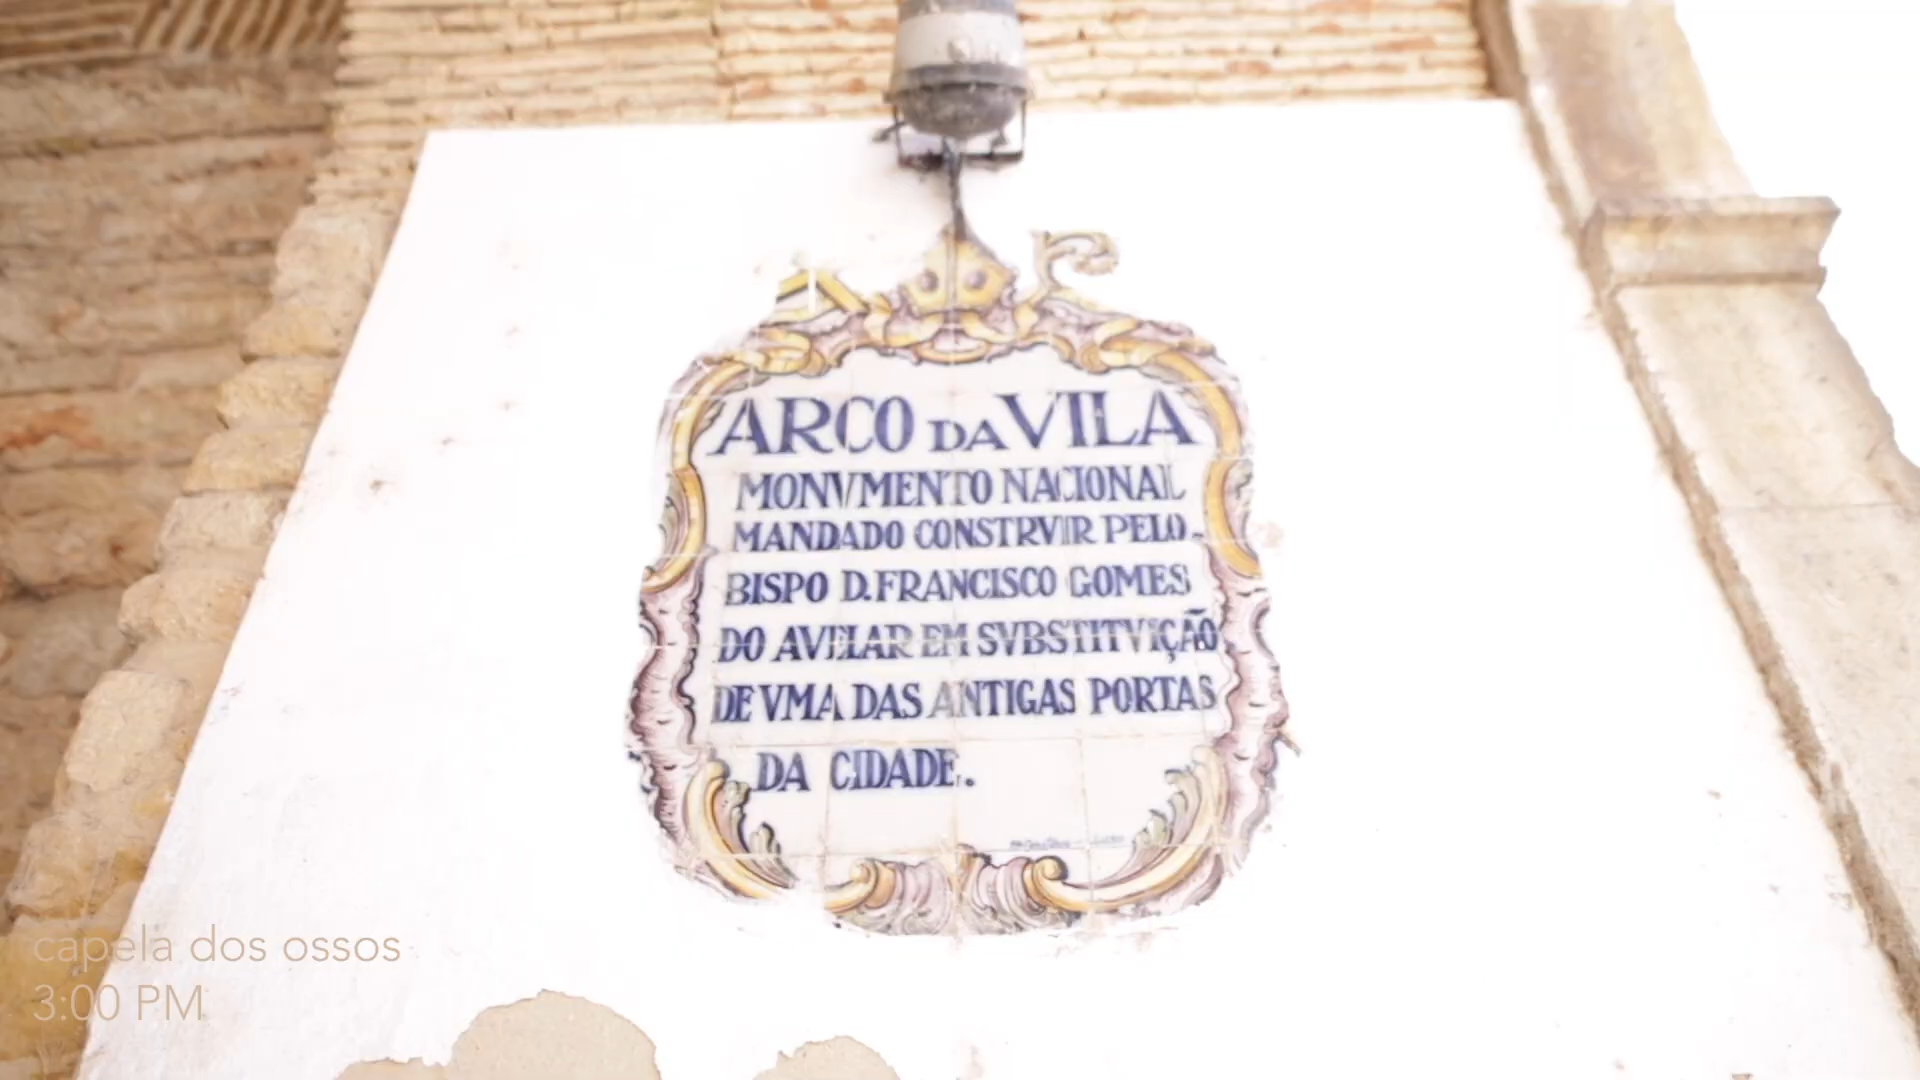 ARCO DA VILA
MONVMENTO NACIONAL
MANDADO CONSTRVIR PELO-
BISPO D. FRANCISCO GOMES
DO AVELAR EM SVBSTITVIÇÃO
DE VMA DAS ANTIGAS PORTAS
DA CIDADE.
capela dos ossos
3:00 PM